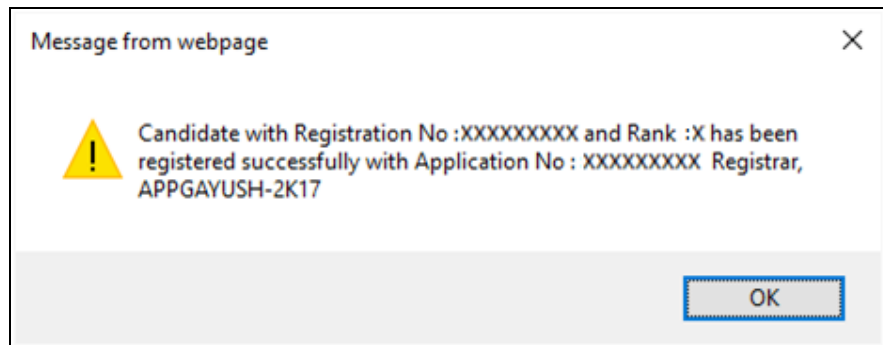 Message from webpage
Candidate with Registration No :XXXXXXXXX and Rank :X has been
registered successfully with Application No : XXXXXXXXX Registrar,
APPGAYUSH-2K17
OK